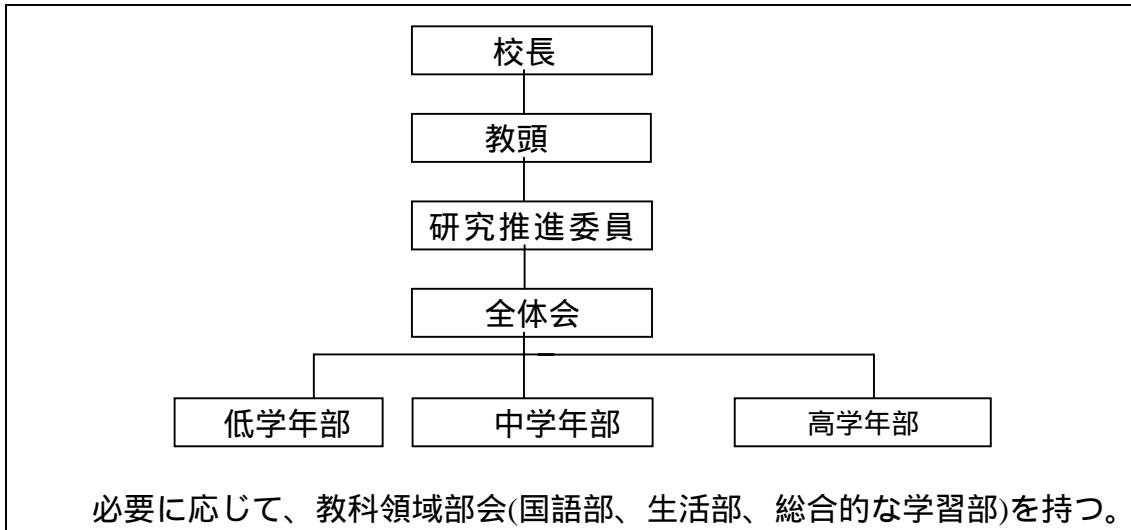 校長
教頭
研究推進委員
全体会
低学年部
中学年部
高学年部
必要に応じて、教科領域部会(国語部、生活部、総合的な学習部)を持つ。